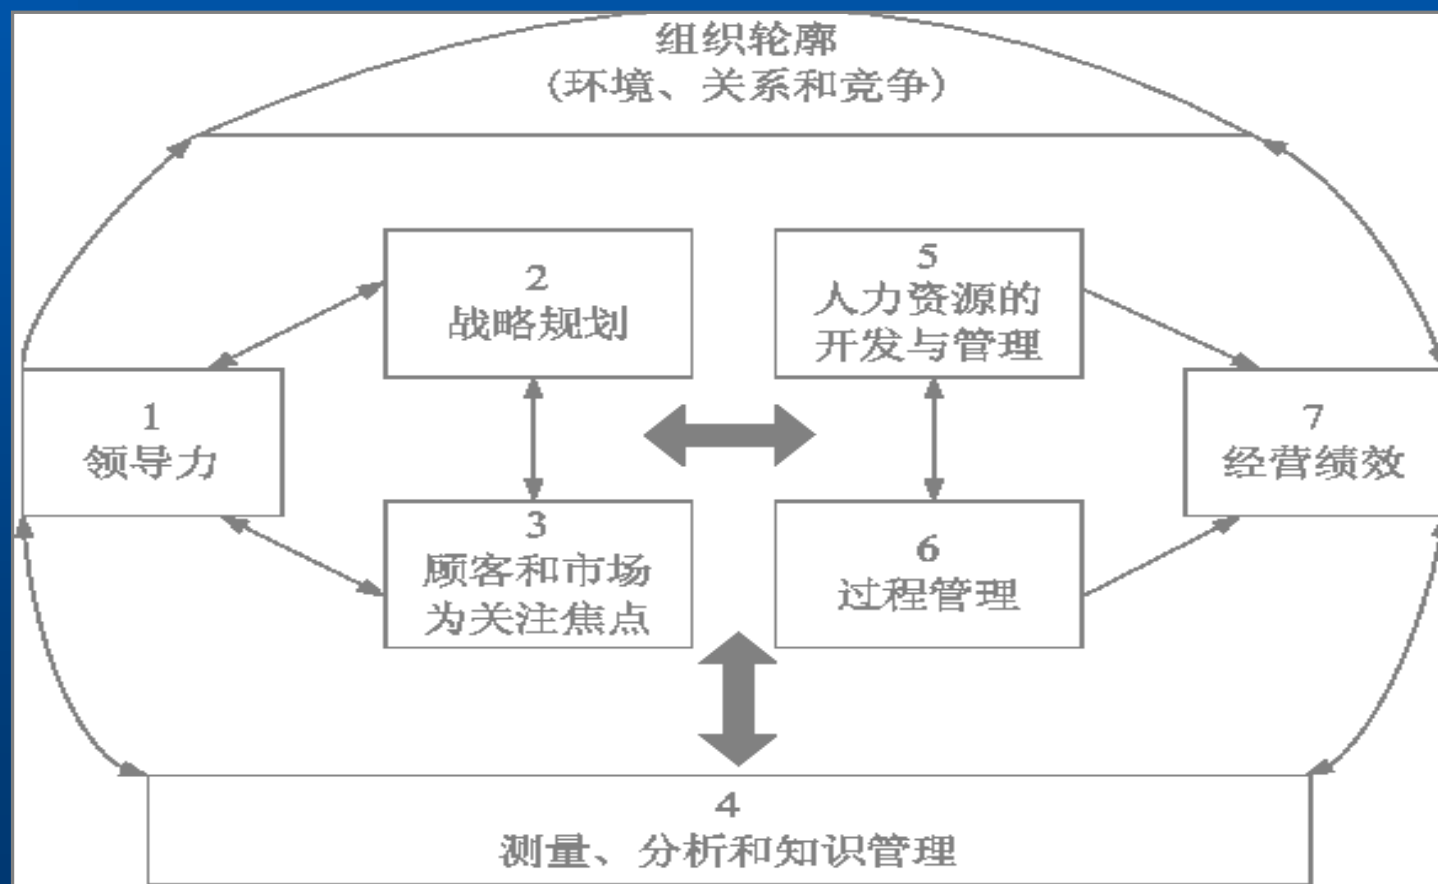 组织轮廓
(环境、关系和竞争)
2
战略规划
5
人力资源的
开发与管理
1
领导力
7
经营绩效
3
顾客和市场
为关注焦点
6
过程管理
4
测量、分析和知识管理